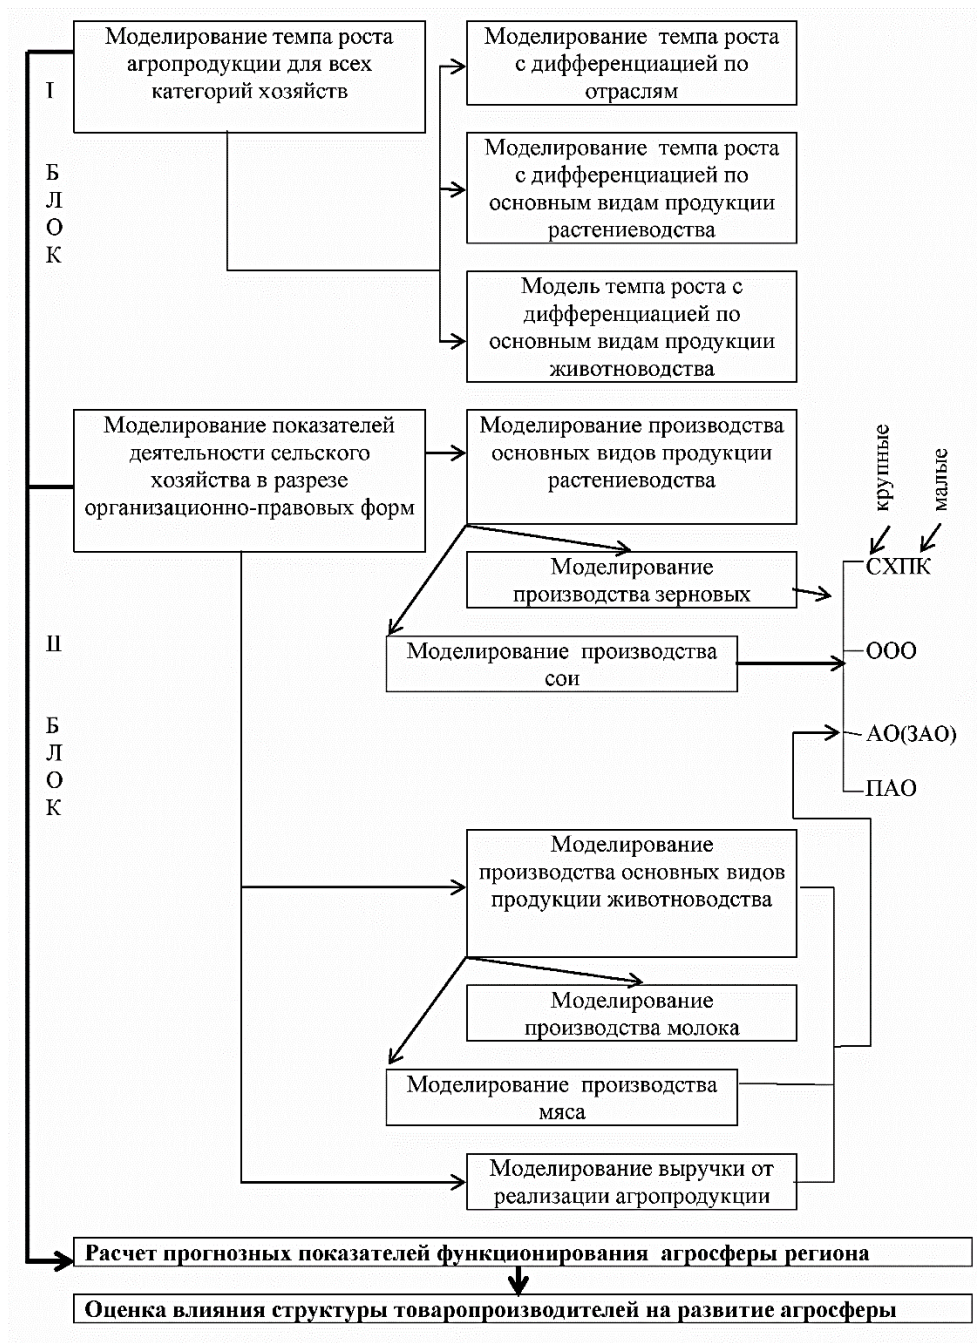 Моделирование темпа роста
агропродукции для всех
категорий хозяйств
I
Б
Л
О
К
Моделирование темпа роста
с дифференциацией по
отраслям
Моделирование темпа роста
с дифференциацией по
основным видам продукции
растениеводства
Модель темпа роста с
дифференциацией по
основным видам продукции
животноводства
Моделирование показателей
деятельности сельского
хозяйства в разрезе
организационно-правовых форм
II
Б
Л
О
К
Моделирование производства
основных видов продукции
растениеводства
Моделирование
производства зерновых
Моделирование производства
сои
крупные
малые
СХПК
ООО
АО(ЗАО)
ПАО
Моделирование
производства основных видов
продукции животноводства
Моделирование
производства молока
Моделирование производства
мяса
Моделирование выручки от
реализации агропродукции
Расчет прогнозных показателей функционирования агросферы региона
Оценка влияния структуры товаропроизводителей на развитие агросферы